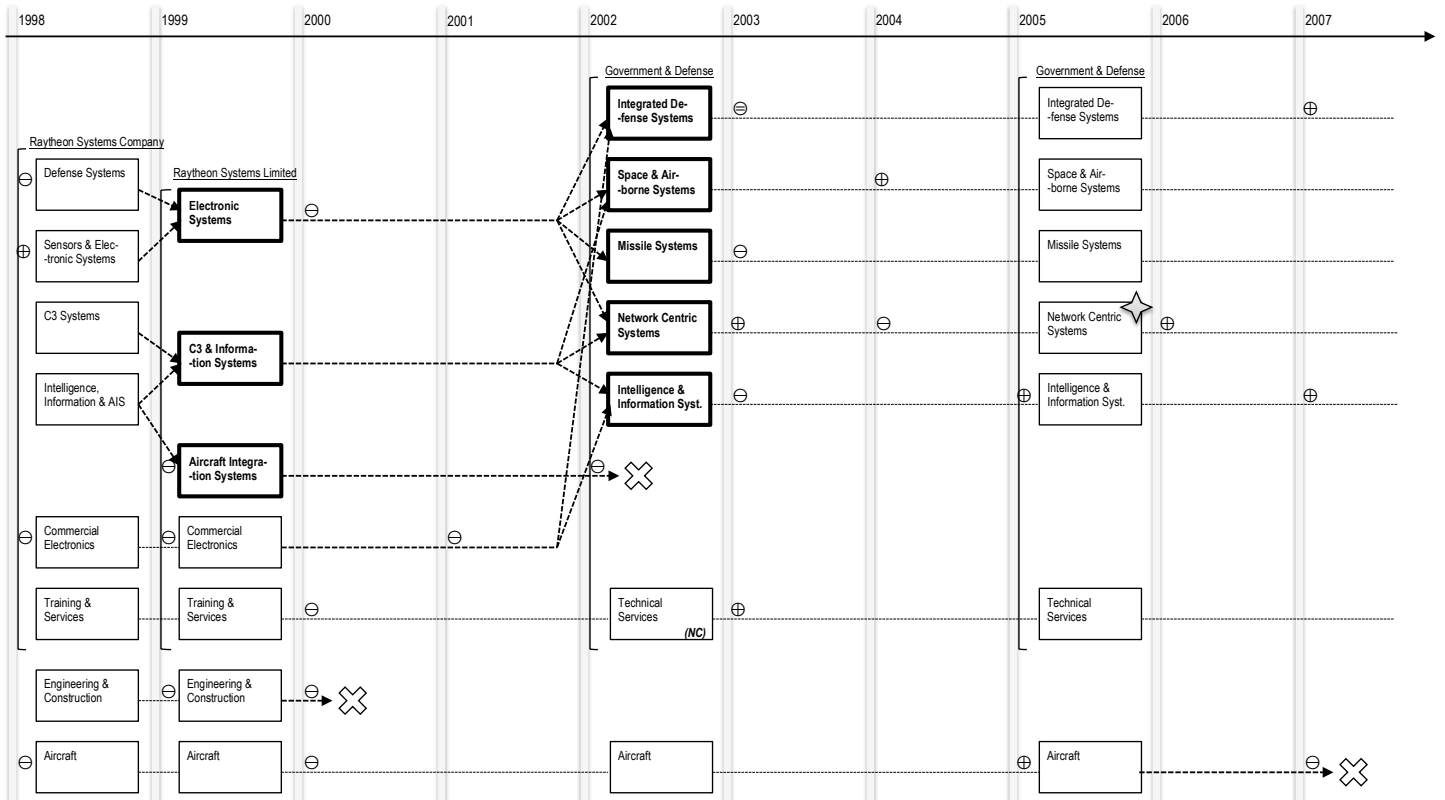 1998 1999 2000 2001 2002 2003 2004 2005 2006 2007
Government & Defense
Government & Defense
Integrated De-
-fense Systems
Integrated De-
-fense Systems
Raytheon Systems Company
Defense Systems
Raytheon Systems Limited
Space & Air-
-borne Systems
Space & Air-
-borne Systems
Electronic
Systems
Sensors & Elec-
-tronic Systems
Missile Systems
Missile Systems
C3 Systems
Network Centric
Systems
Network Centric
Systems
C3 & Informa-
-tion Systems
Intelligence,
Information & AIS
Intelligence &
Information Syst.
Intelligence &
Information Syst.
Aircraft Integra-
-tion Systems
Commercial
Electronics
Commercial
Electronics
Training &
Services
Training &
Services
Technical
Services
(NC)
Technical
Services
Engineering &
Construction
Engineering &
Construction
Aircraft
Aircraft
Aircraft
Aircraft